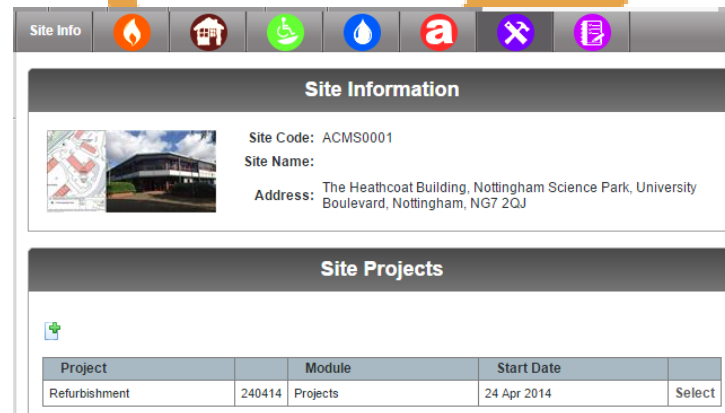 Site Info
a
Site Information
Site Code: ACMS0001
Site Name:
Address: The Heathcoat Building, Nottingham Science Park, University
Boulevard, Nottingham, NG7 2QJ
Site Projects
Project Module Start Date
Refurbishment 240414 Projects 24 Apr 2014 Select